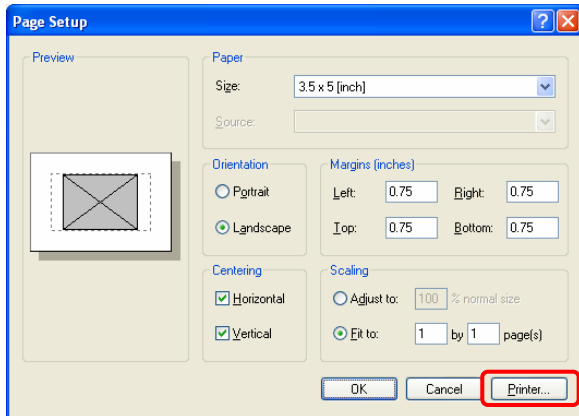 Page Setup
Preview
Paper
Size: 3.5 x 5 [inch]
Source:
Orientation
Portrait
Landscape
Margins (inches)
Left: 0.75 Right: 0.75
Top: 0.75 Bottom: 0.75
Centering
Horizontal
Vertical
Scaling
Adjust to: 100 % normal size
Fit to: 1 by 1 page(s)
OK Cancel Printer...